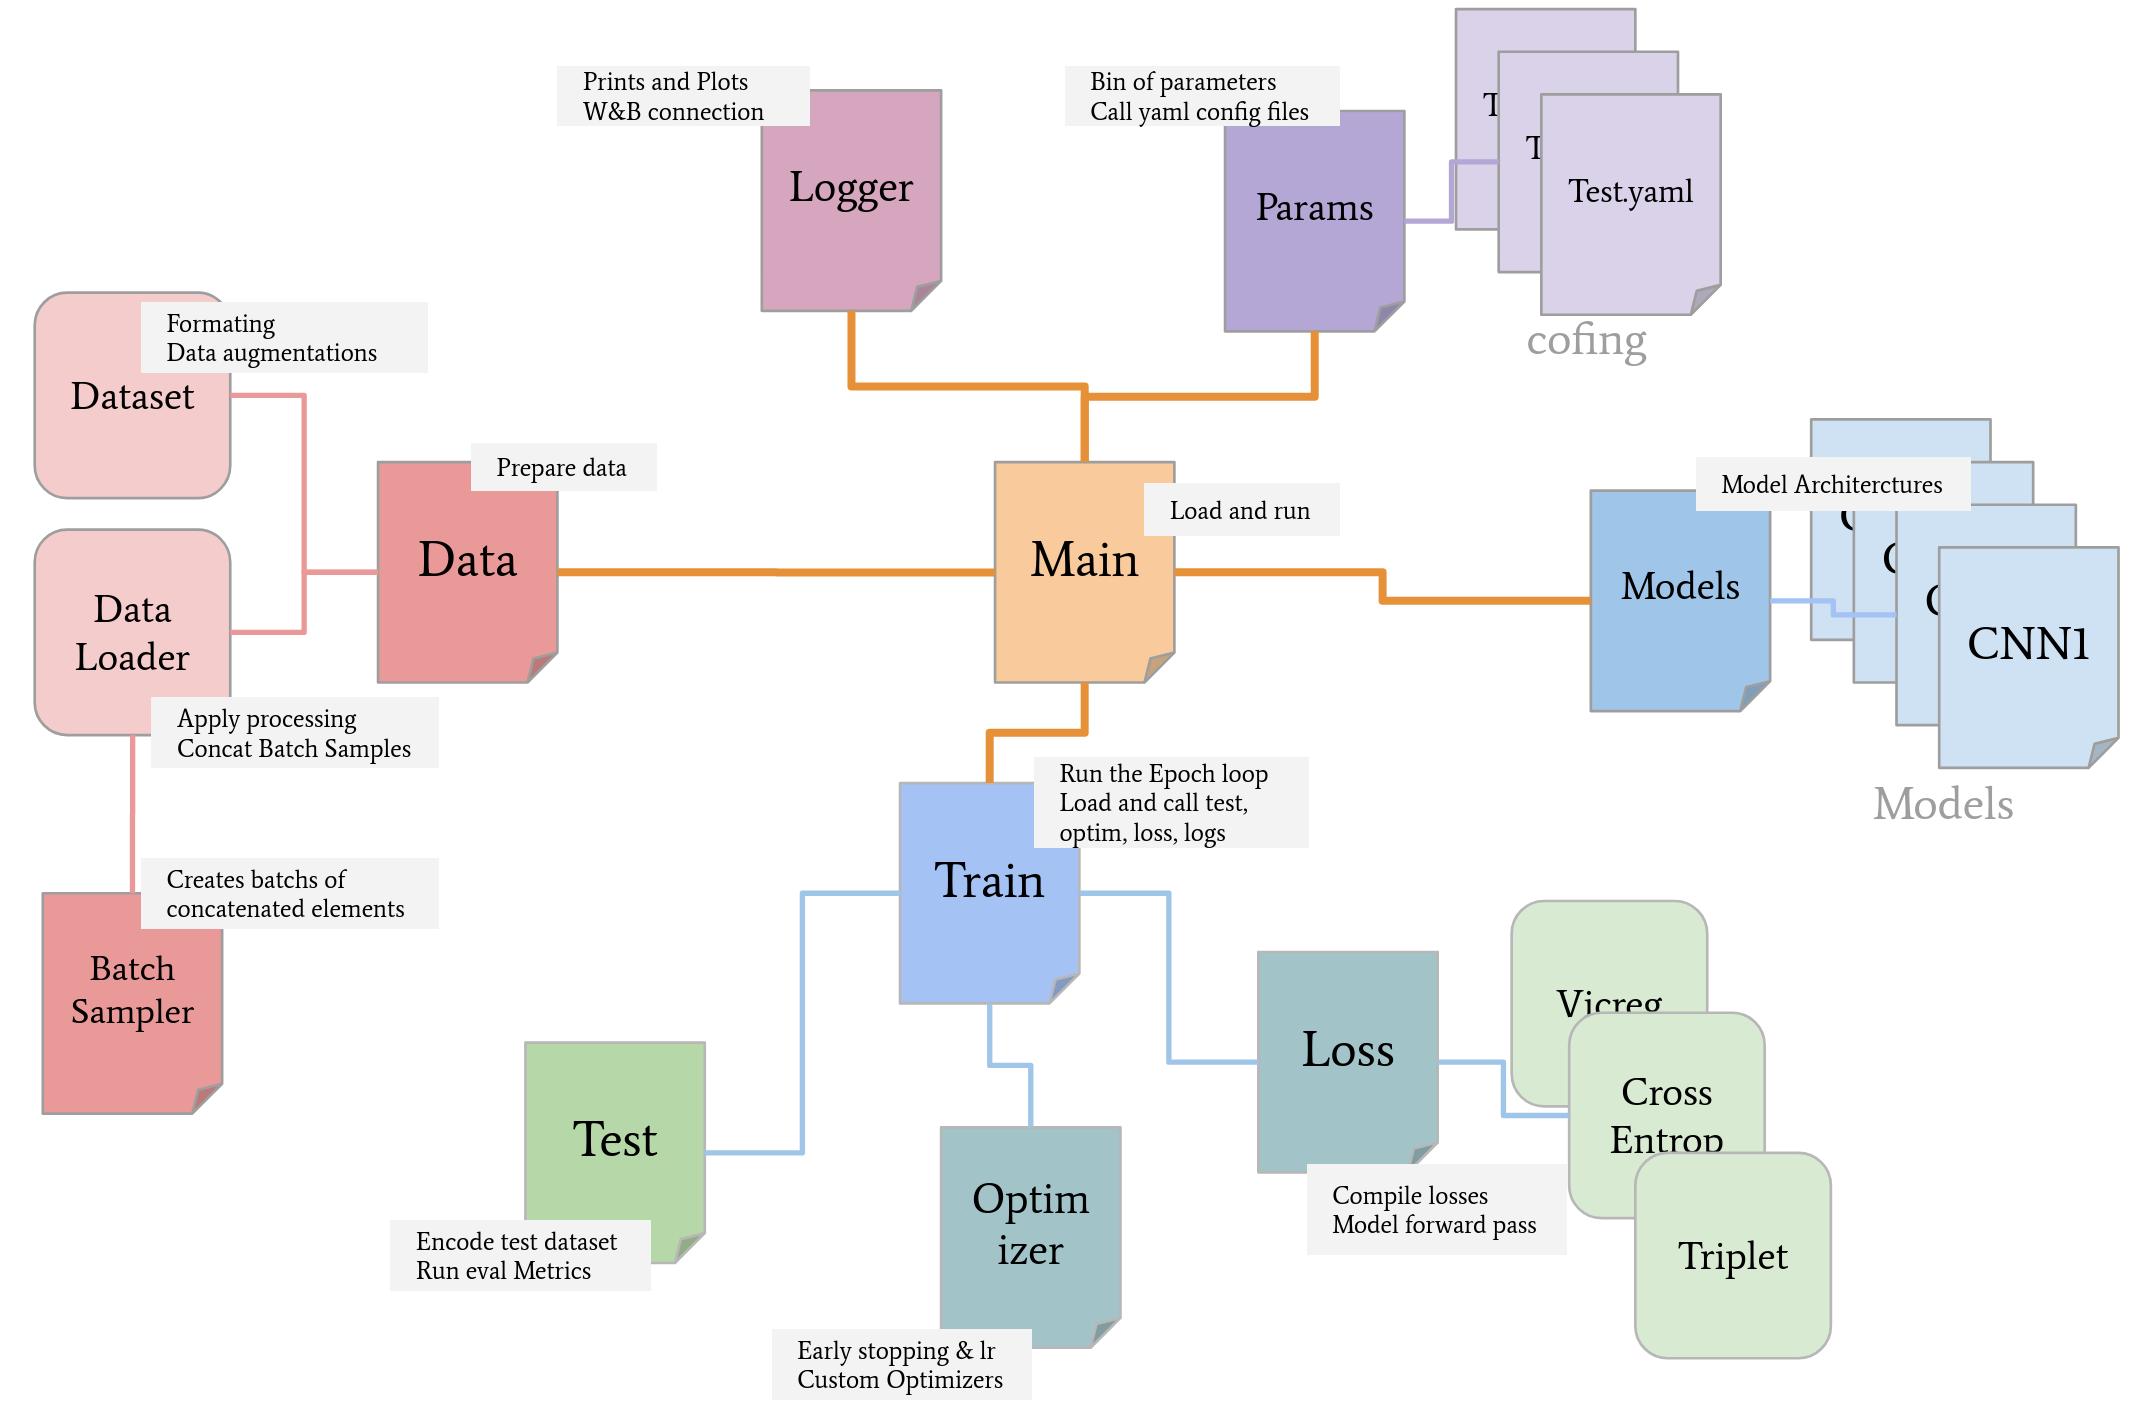 Prints and Plots
W&B connection
Logger
Bin of parameters
Call yaml config files
Params
T
T
Test.yaml
cofing
Formating
Data augmentations
Dataset
Prepare data
Data
Data
Loader
Apply processing
Concat Batch Samples
Creates batchs of
concatenated elements
Batch
Sampler
Load and run
Main
Model Architerctures
Models
CNN1
Models
Run the Epoch loop
Load and call test,
optim, loss, logs
Train
Test
Encode test dataset
Run eval Metrics
Optim
izer
Early stopping & lr
Custom Optimizers
Loss
Compile losses
Model forward pass
Vicreg
Cross
Entrop
Triplet